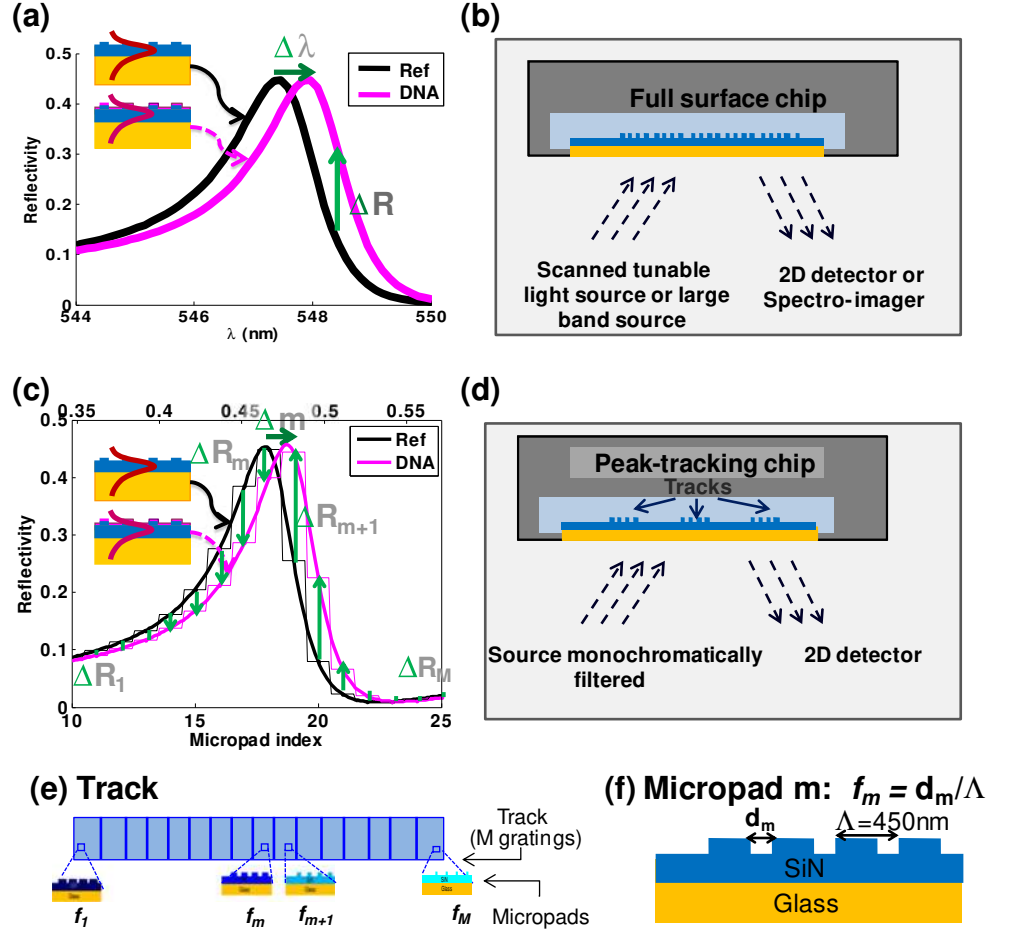 (a)
Δ λ
Ref
DNA
Δ R
Reflectivity
0.5
0.4
0.3
0.2
0.1
0
544
546
548
550
λ (nm)
(b)
Full surface chip
Scanned tunable
light source or large
band source
2D detector or
Spectro-imager
(c)
0.35
0.4
0.45
0.5
0.55
Δ m
Ref
DNA
ΔRm
ΔRm+1
ΔR1
ΔRM
Reflectivity
0.5
0.4
0.3
0.2
0.1
0
10
15
20
25
Micropad index
(d)
Peak-tracking chip
Tracks
Source monochromatically
filtered
2D detector
(e) Track
Track
(M gratings)
Micropads
f1
fm
fm+1
fM
SiN
Glass
(f) Micropad m: fm = dm/Λ
dm
Λ=450nm
SiN
Glass